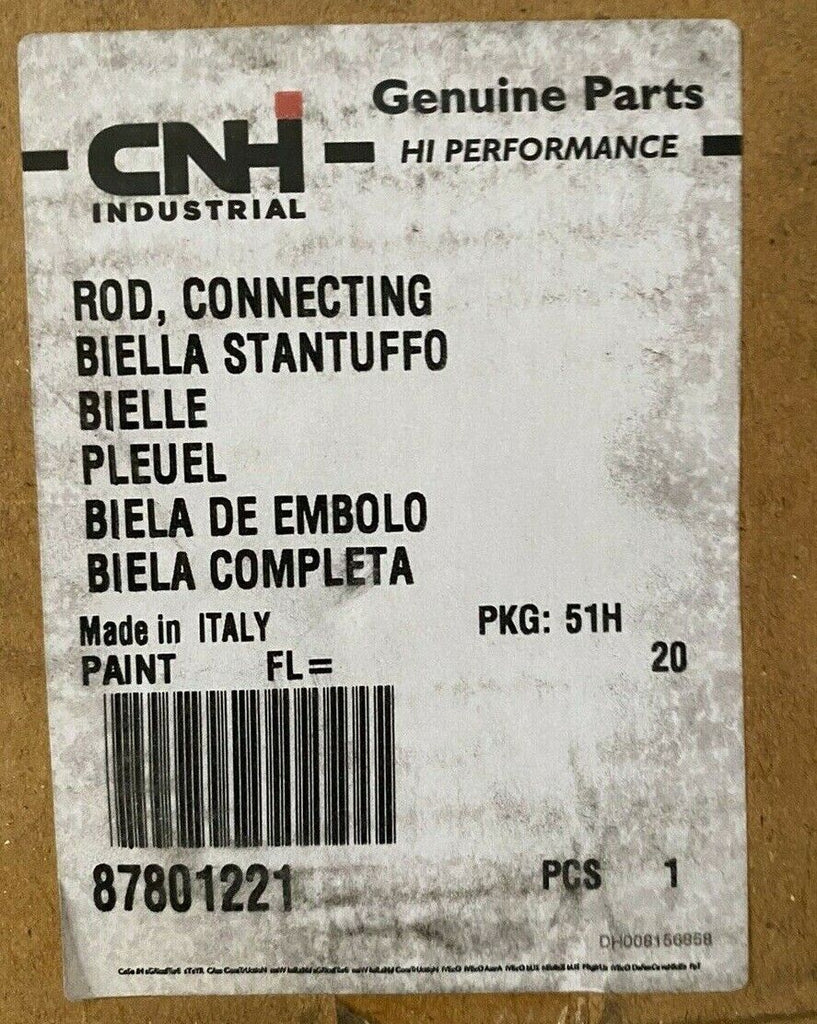 Genuine Parts
CNH
INDUSTRIAL
HI PERFORMANCE
ROD, CONNECTING
BIELLA STANTUFFO
BIELLE
PLEUEL
BIELA DE EMBOLO
BIELA COMPLETA
Made in ITALY PKG: 51H
PAINT FL= 20
87801221 PCS 1
DH008156868